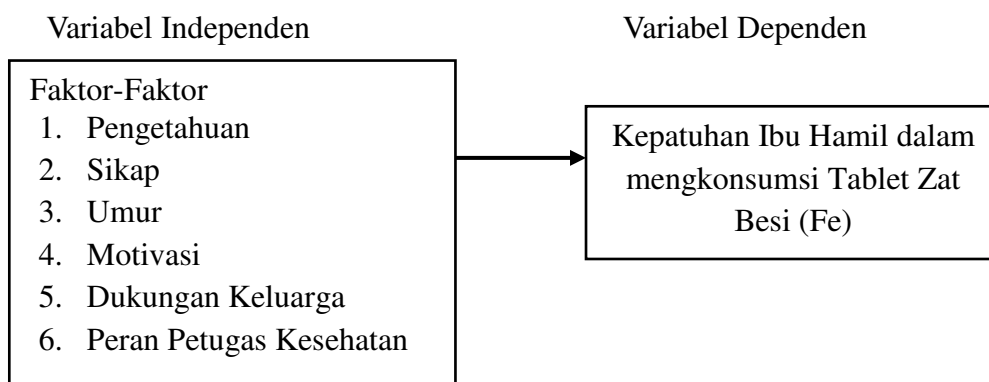 Variabel Independen
Variabel Dependen
Faktor-Faktor
1. Pengetahuan
2. Sikap
3. Umur
4. Motivasi
5. Dukungan Keluarga
6. Peran Petugas Kesehatan
Kepatuhan Ibu Hamil dalam
mengkonsumsi Tablet Zat
Besi (Fe)